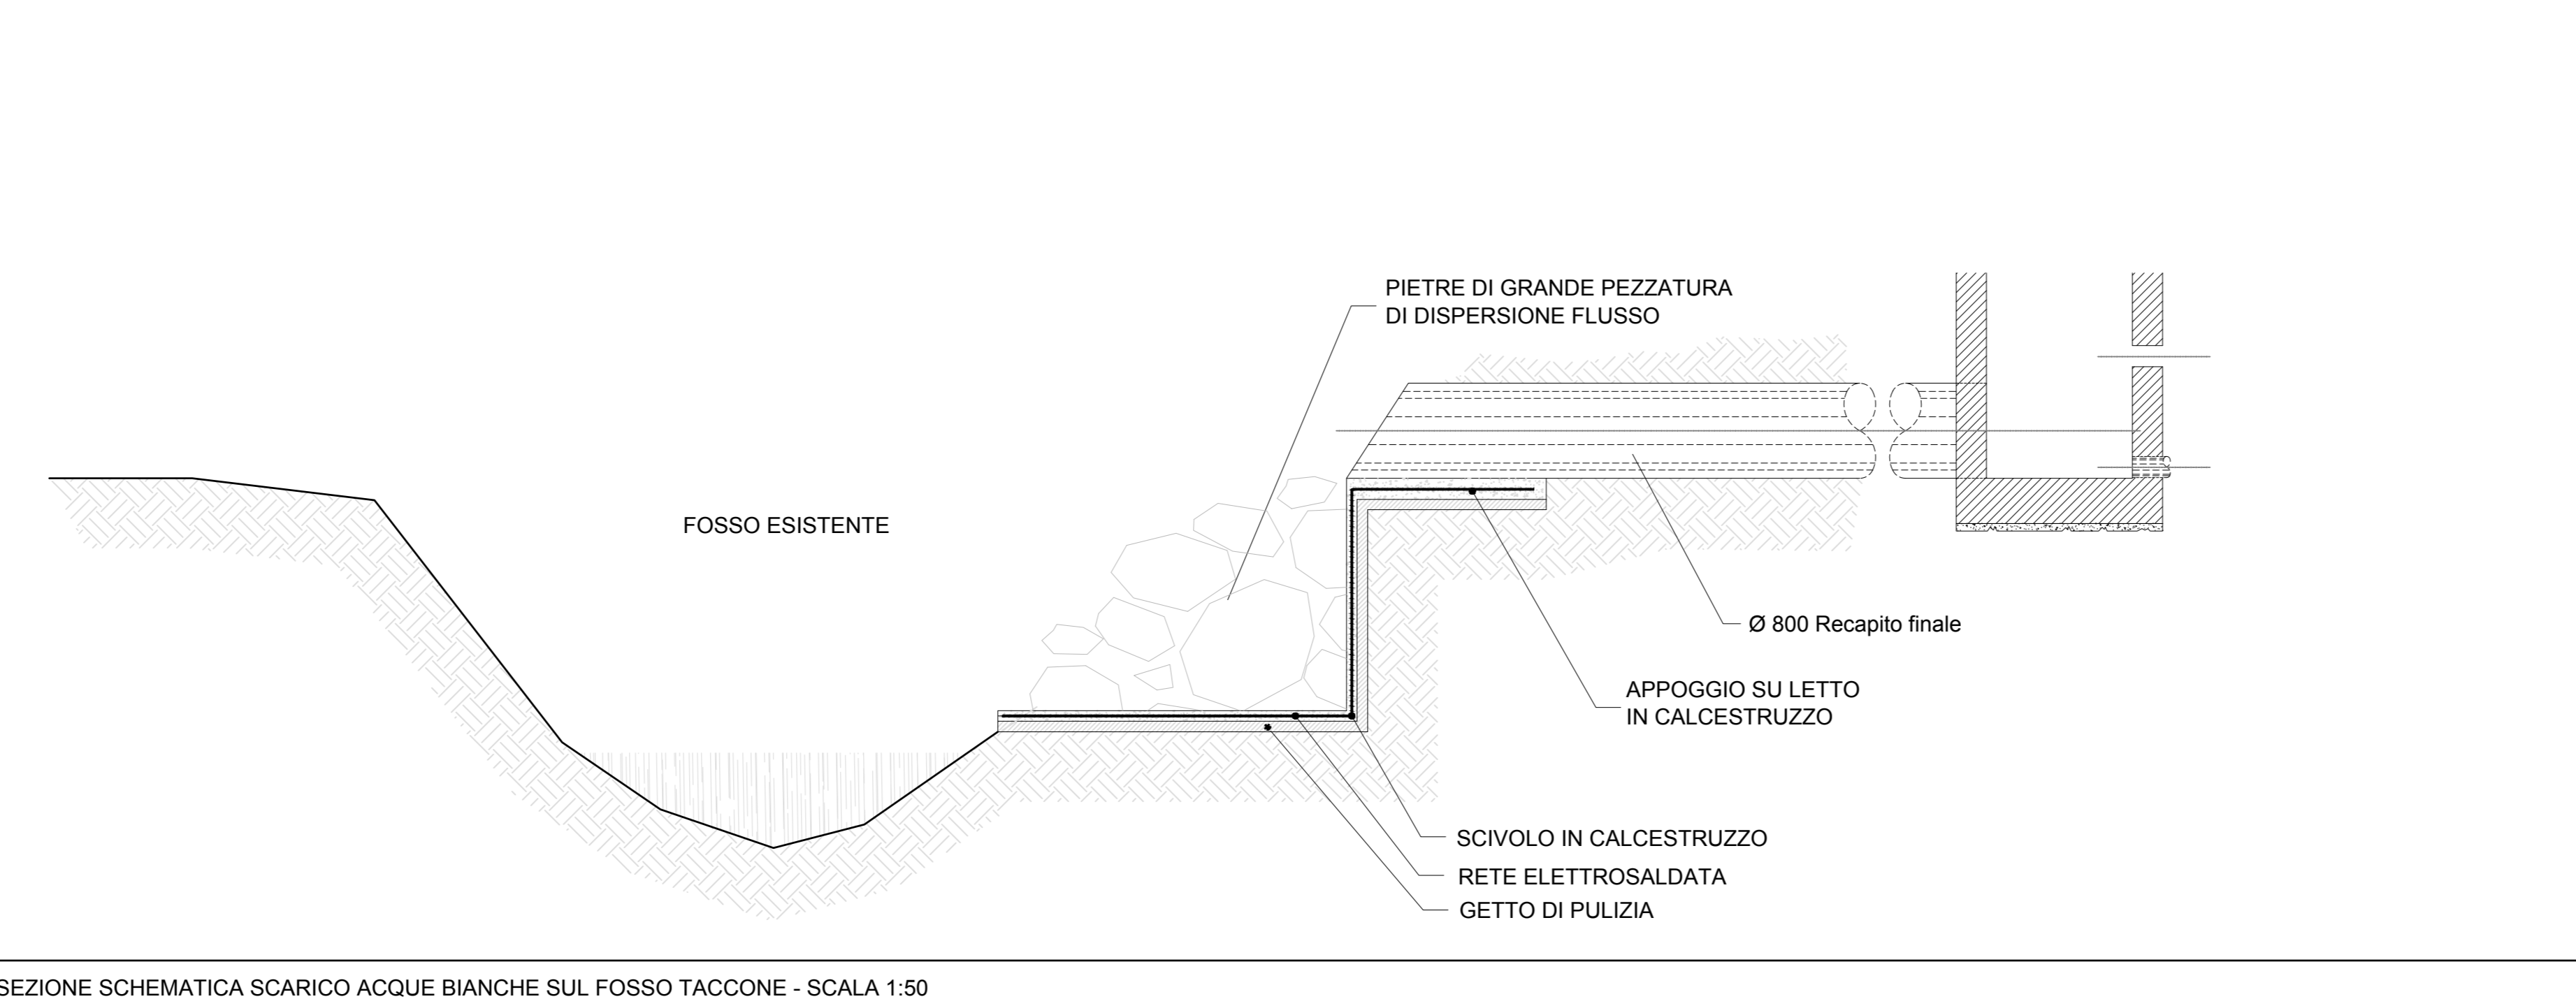 PIETRE DI GRANDE PEZZATURA
DI DISPERSIONE FLUSSO
FOSSO ESISTENTE
Ø 800 Recapito finale
APPOGGIO SU LETTO
IN CALCESTRUZZO
SCIVOLO IN CALCESTRUZZO
RETE ELETTROSALDATA
GETTO DI PULIZIA
SEZIONE SCHEMATICA SCARICO ACQUE BIANCHE SUL FOSSO TACCONE - SCALA 1:50